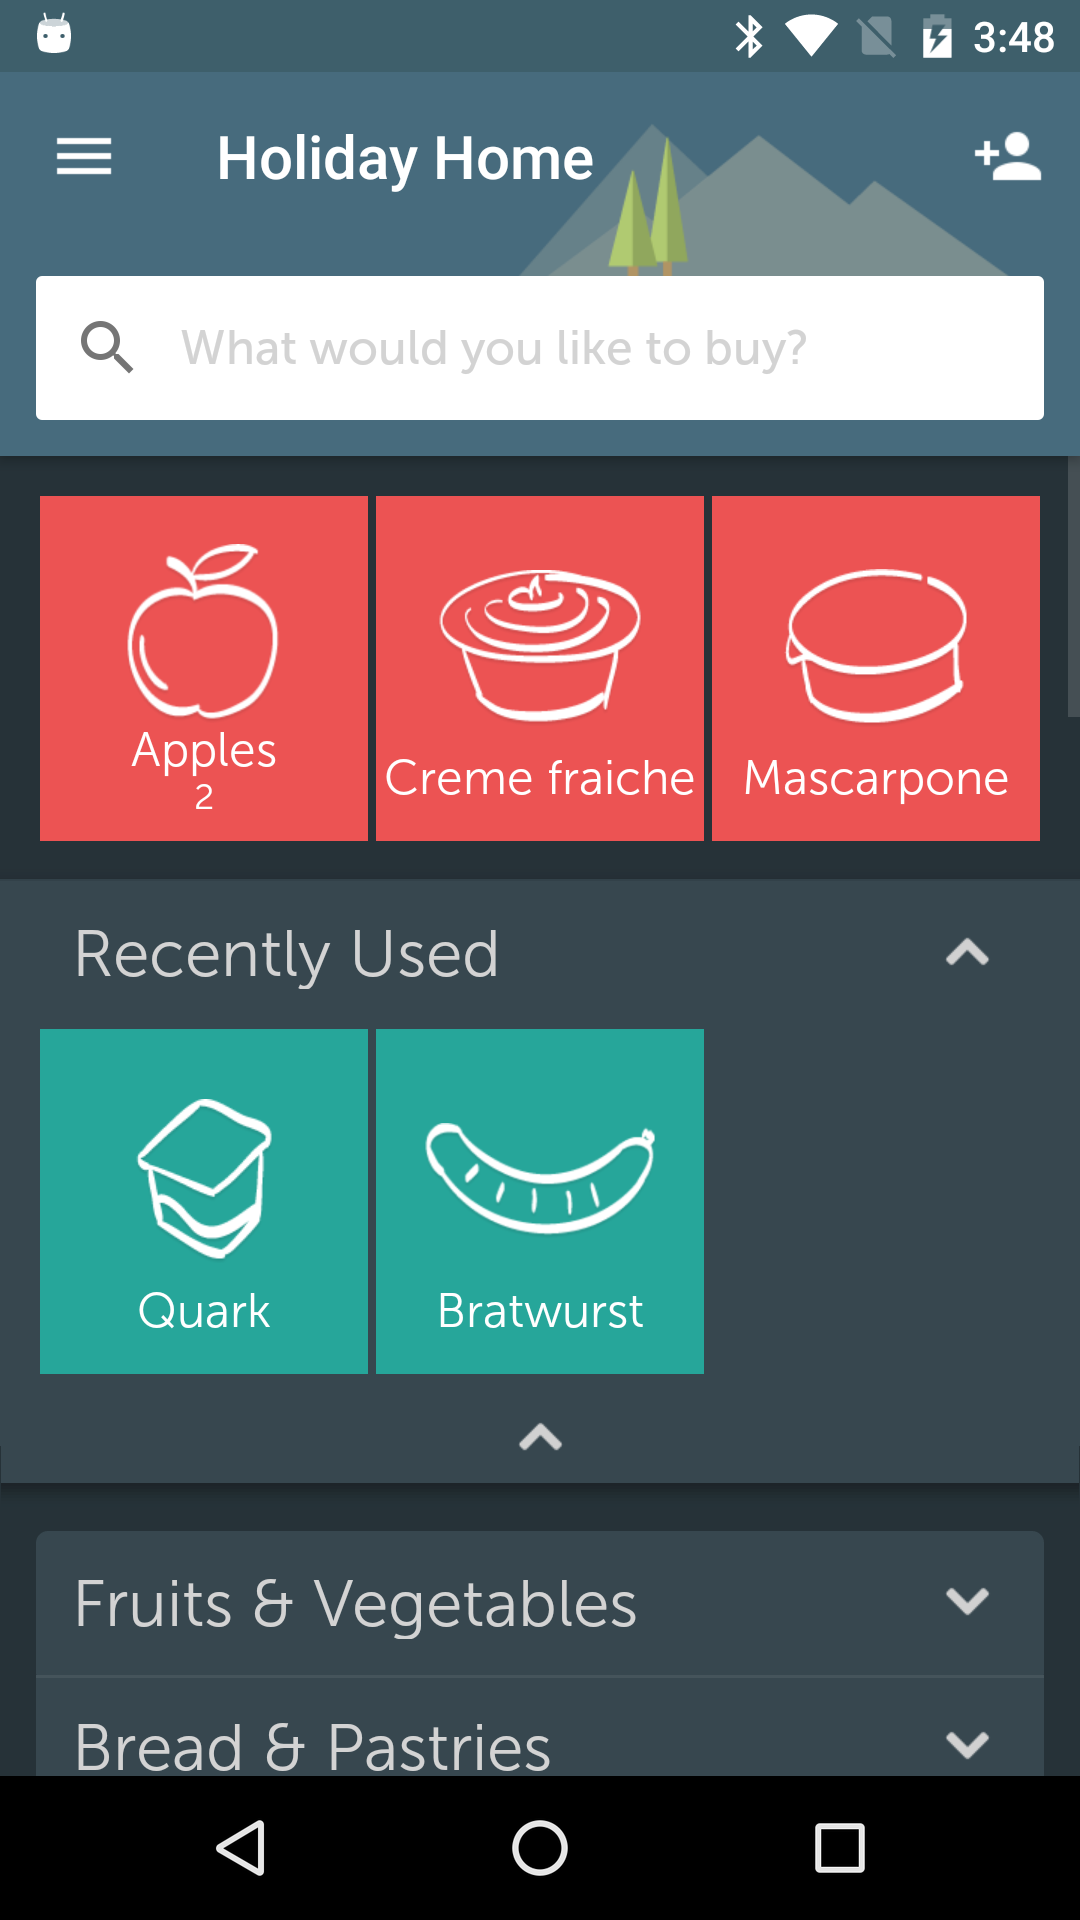 3:48
Holiday Home
What would you like to buy?
Apples
2
Creme fraiche
Mascarpone
Recently Used
Quark
Bratwurst
Fruits & Vegetables
Bread & Pastries